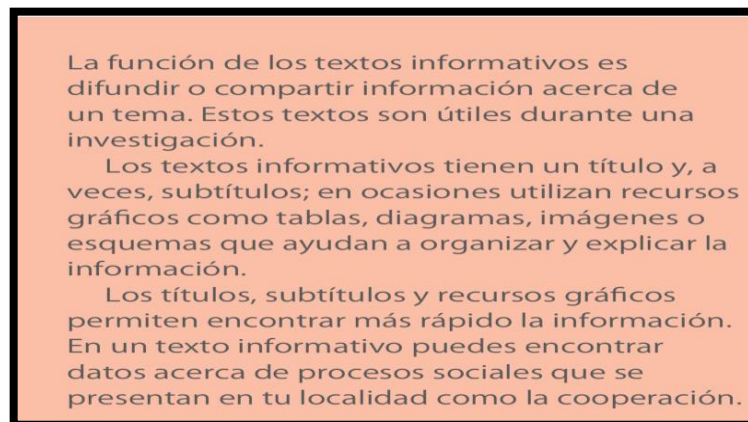 La función de los textos informativos es
difundir o compartir información acerca de
un tema. Estos textos son útiles durante una
investigación.
Los textos informativos tienen un título y, a
veces, subtítulos; en ocasiones utilizan recursos
gráficos como tablas, diagramas, imágenes o
esquemas que ayudan a organizar y explicar la
información.
Los títulos, subtítulos y recursos gráficos
permiten encontrar más rápido la información.
En un texto informativo puedes encontrar
datos acerca de procesos sociales que se
presentan en tu localidad como la cooperación.